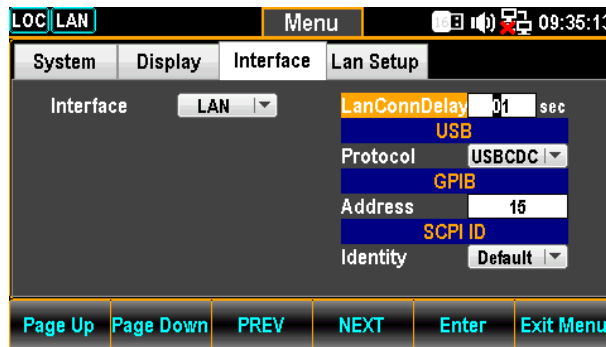 LOC LAN Menu 16 09:35:13
System Display Interface Lan Setup
Interface LAN LanConnDelay 01 sec
USB
Protocol USBCDC
GPIB
Address 15
SCPI ID
Identity Default
Page Up Page Down PREV NEXT Enter Exit Menu